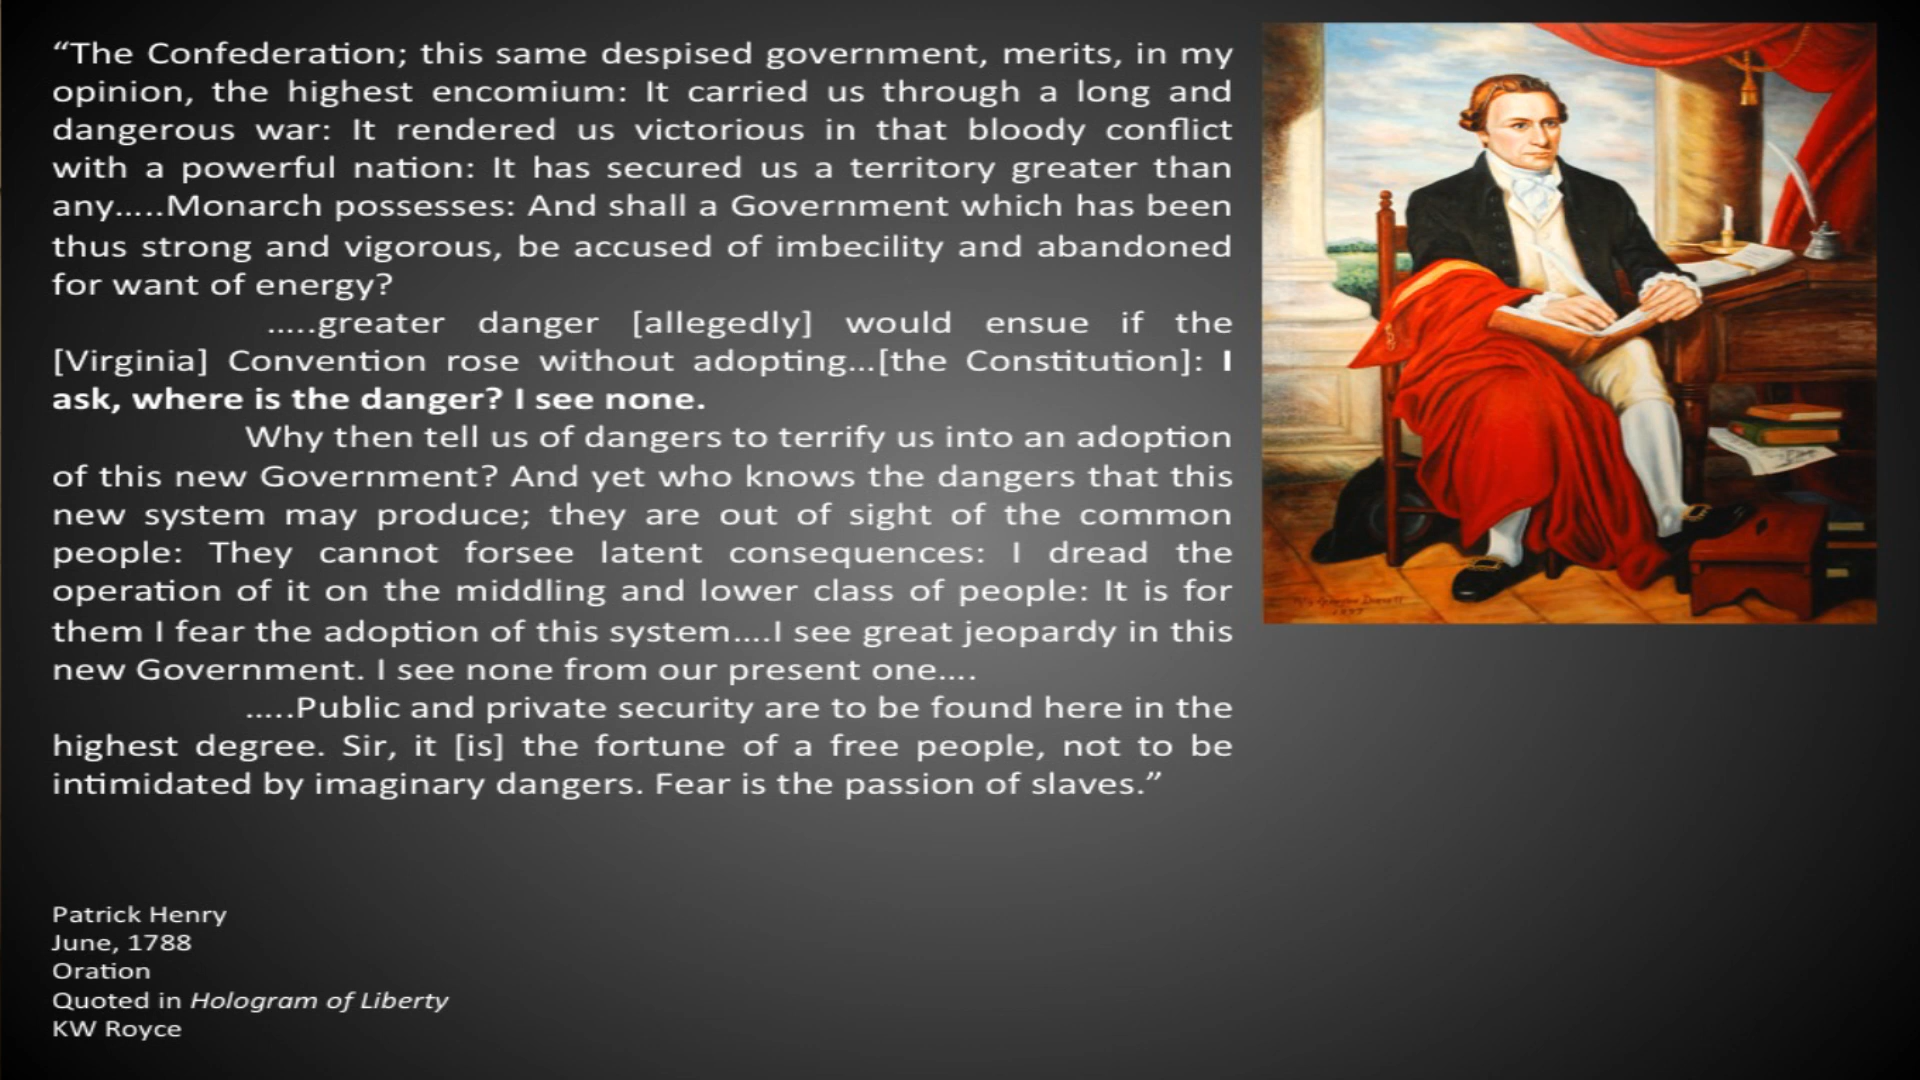 “The Confederation; this same despised government, merits, in my
opinion, the highest encomium: It carried us through a long and
dangerous war: It rendered us victorious in that bloody conflict
with a powerful nation: It has secured us a territory greater than
any.....Monarch possesses: And shall a Government which has been
thus strong and vigorous, be accused of imbecility and abandoned
for want of energy?
.....greater danger [allegedly] would ensue if the
[Virginia] Convention rose without adopting...[the Constitution]: I
ask, where is the danger? I see none.
Why then tell us of dangers to terrify us into an adoption
of this new Government? And yet who knows the dangers that this
new system may produce; they are out of sight of the common
people: They cannot forsee latent consequences: I dread the
operation of it on the middling and lower class of people: It is for
them I fear the adoption of this system....I see great jeopardy in this
new Government. I see none from our present one....
.....Public and private security are to be found here in the
highest degree. Sir, it [is] the fortune of a free people, not to be
intimidated by imaginary dangers. Fear is the passion of slaves.”
Patrick Henry
June, 1788
Oration
Quoted in Hologram of Liberty
KW Royce